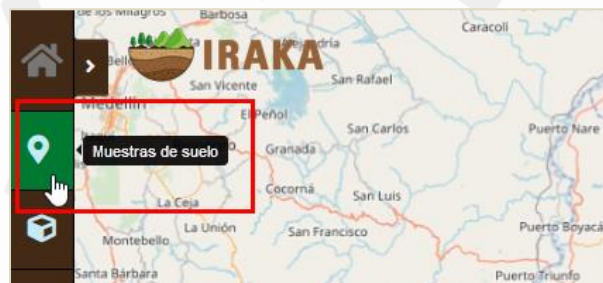 de los Milagros
Barbosa
Caracolí
IRAKA
San Vicente
San Rafael
Medellín
El Peñol
San Carlos
Puerto Nare
Muestras de suelo
Granada
Cocorná
La Ceja
San Luis
La Unión
San Francisco
Puerto Boyacá
Montebello
Santa Bárbara
Puerto Triunfo